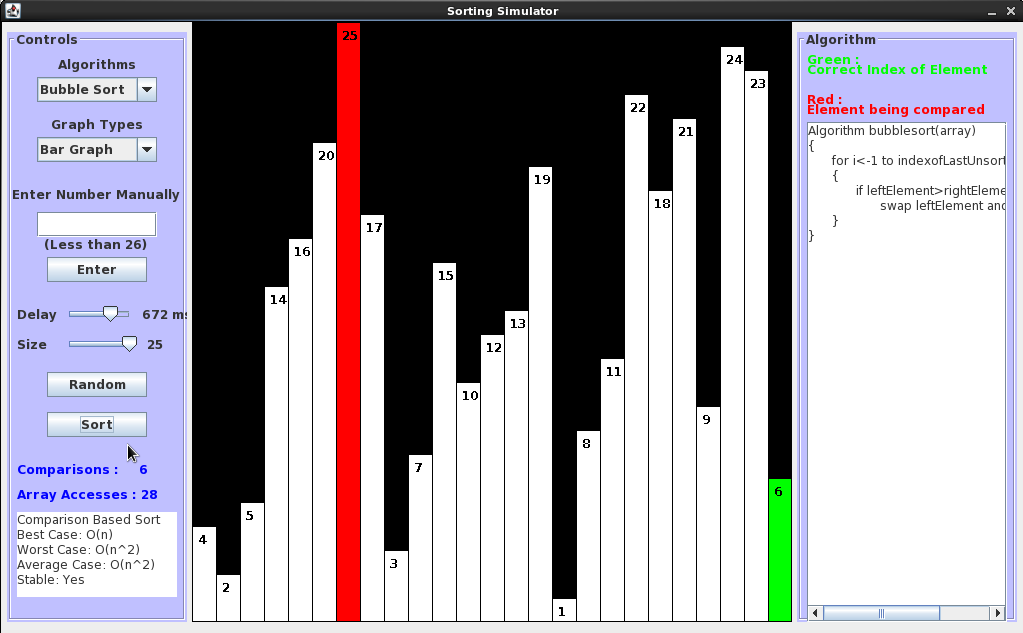 Sorting Simulator
Controls
Algorithms
Bubble Sort
Graph Types
Bar Graph
Enter Number Manually
(Less than 26)
Enter
Delay 672 ms
Size 25
Random
Sort
Comparisons : 6
Array Accesses : 28
Comparison Based Sort
Best Case: O(n)
Worst Case: O(n^2)
Average Case: O(n^2)
Stable: Yes
4
2
5
14
16
20
25
17
3
7
15
10
12
13
19
1
8
11
22
18
21
9
24
23
6
Algorithm
Green :
Correct Index of Element
Red :
Element being compared
Algorithm bubblesort(array)
{
for i<-1 to indexofLastUnsort
{
if leftElement>rightEleme
swap leftElement and
}
}